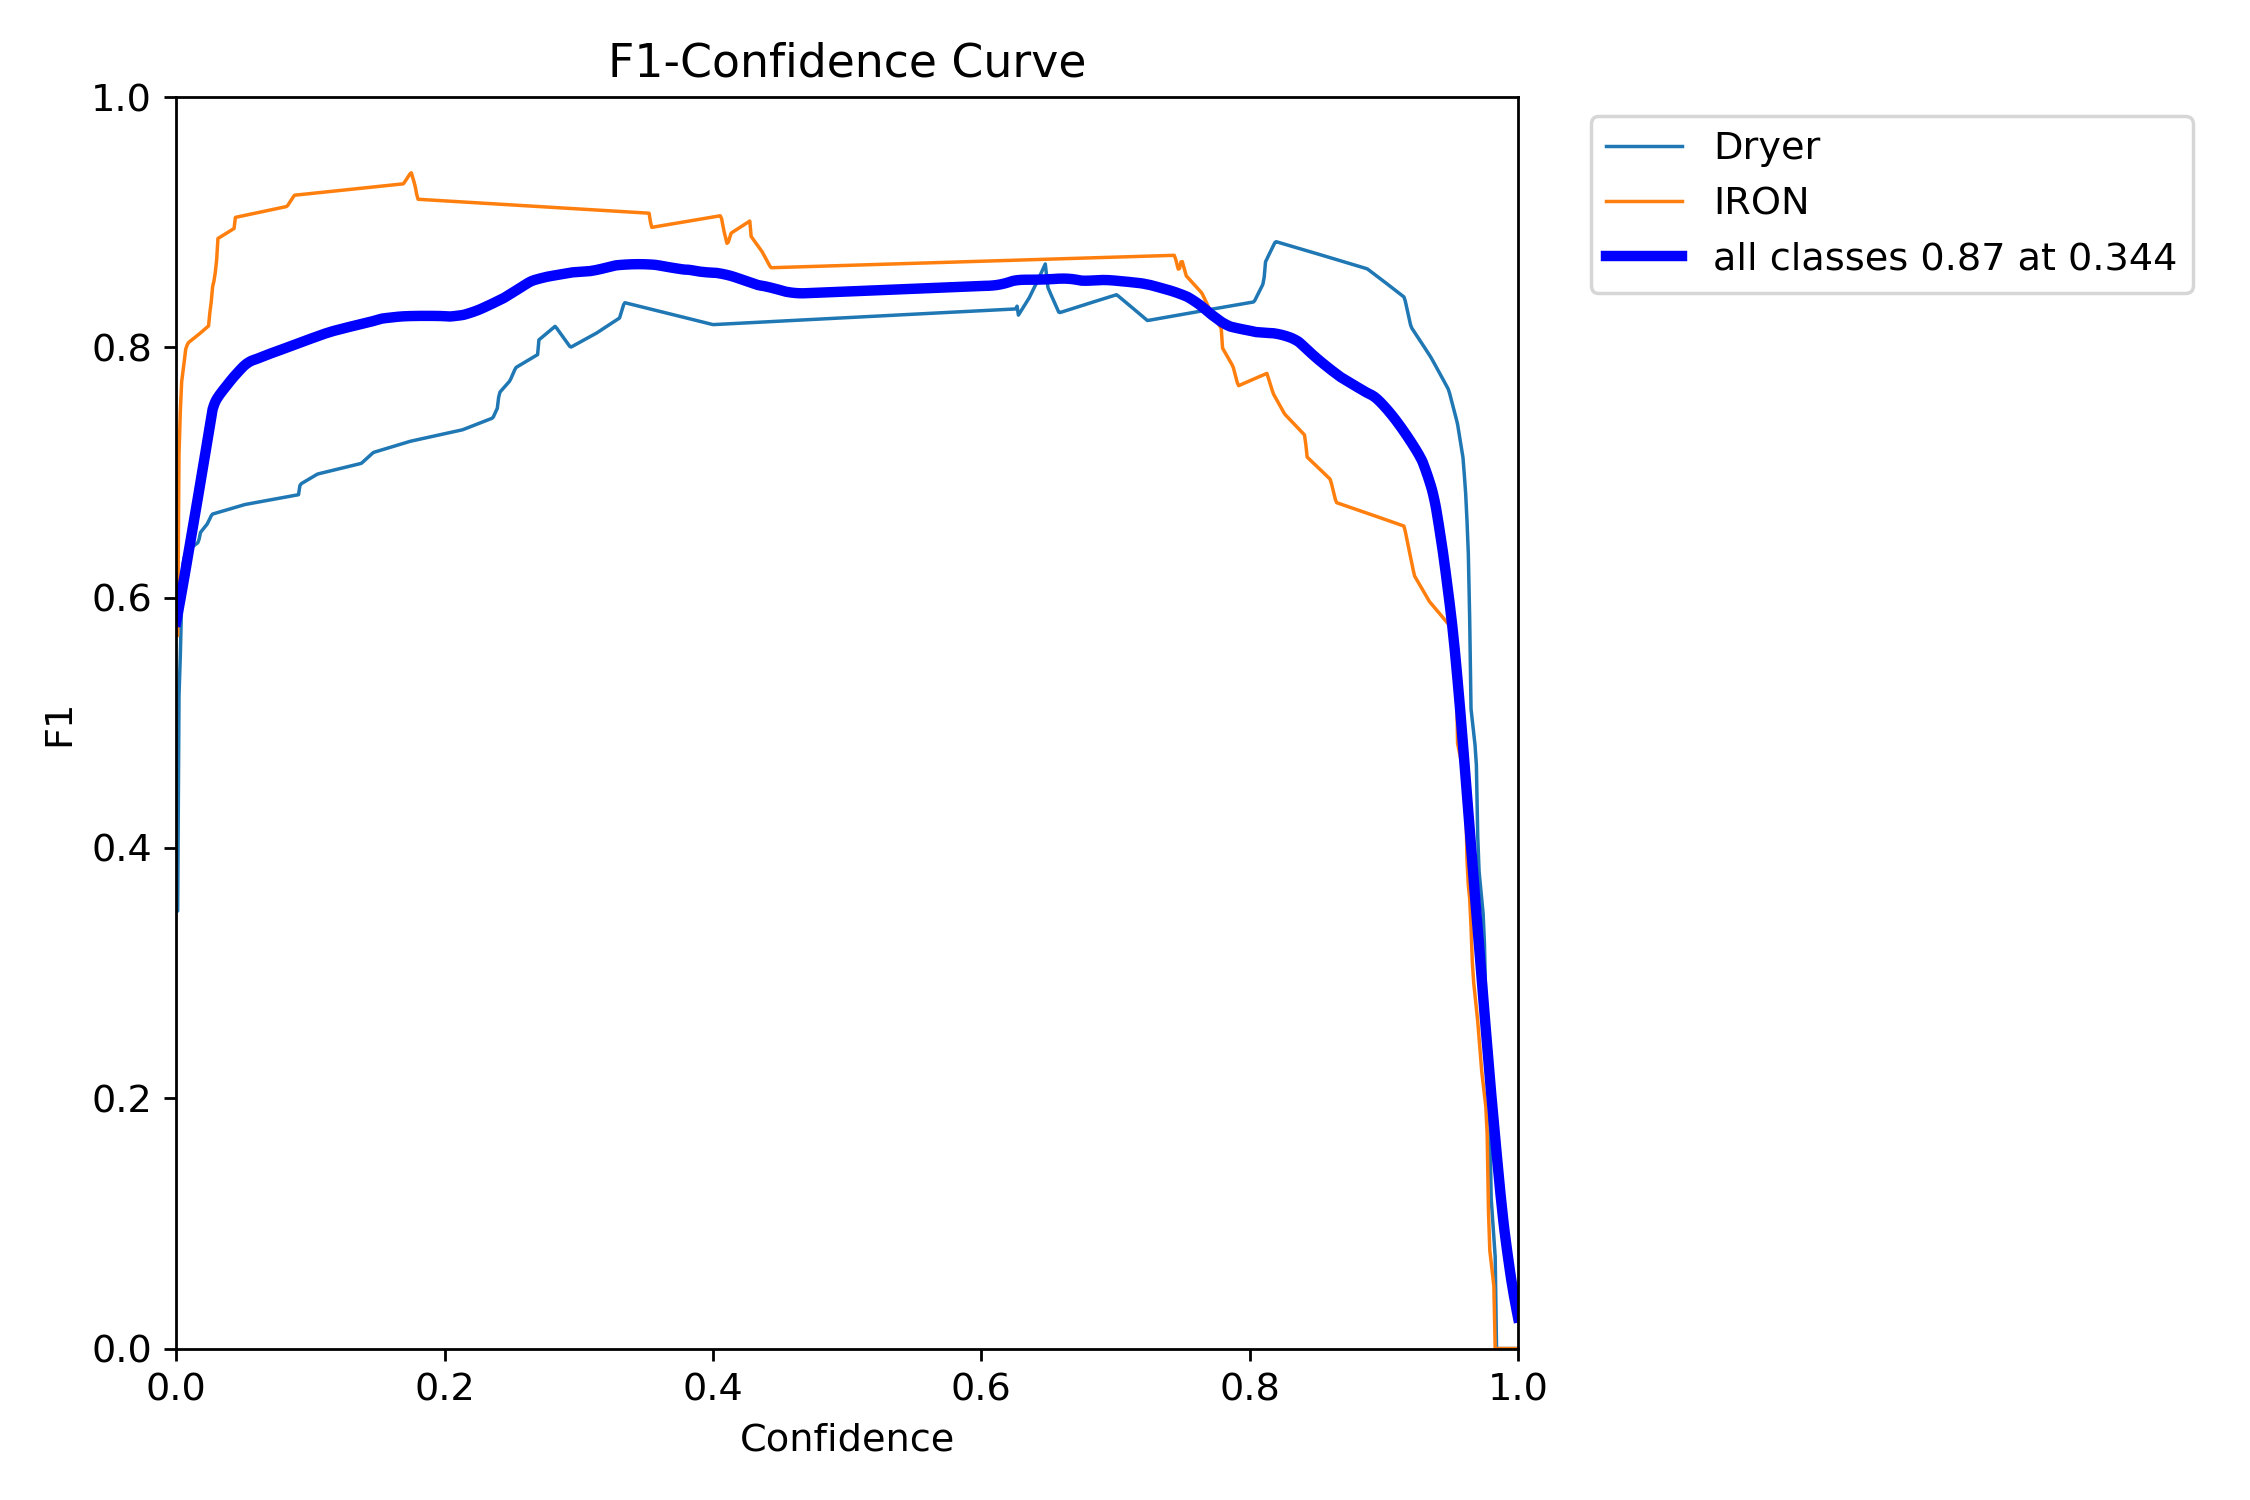 F1-Confidence Curve
1.0
0.8
0.6
0.4
0.2
0.0
F1
0.0 0.2 0.4 0.6 0.8 1.0
Confidence
Dryer
IRON
all classes 0.87 at 0.344